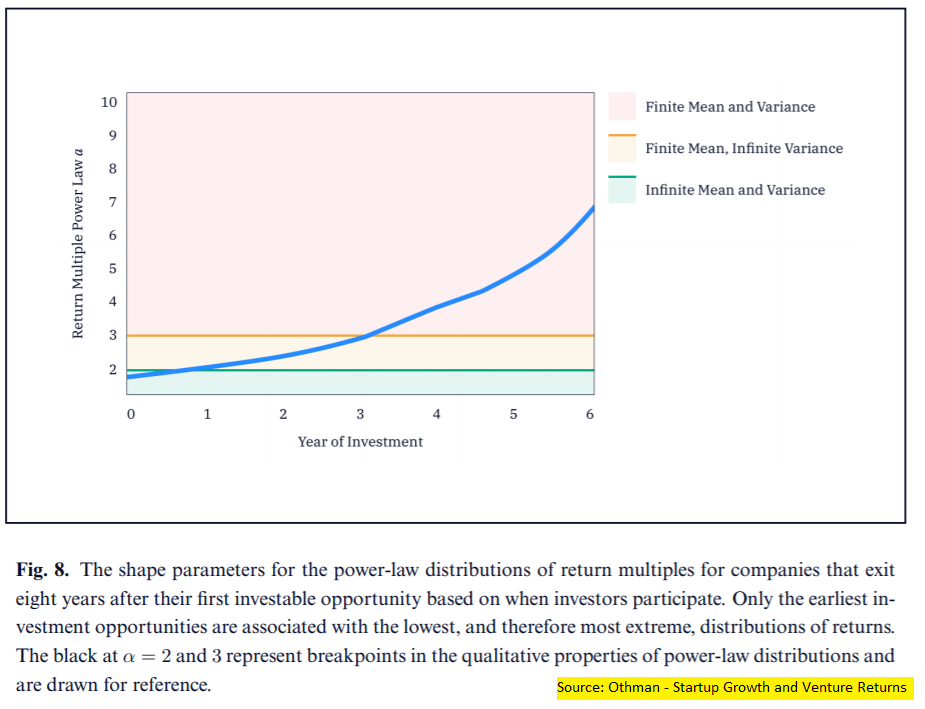 Return Multiple Power Law a
10
9
8
7
6
5
4
3
2
0 1 2 3 4 5 6
Year of Investment
Finite Mean and Variance
Finite Mean, Infinite Variance
Infinite Mean and Variance
Fig. 8. The shape parameters for the power-law distributions of return multiples for companies that exit
eight years after their first investable opportunity based on when investors participate. Only the earliest in-
vestment opportunities are associated with the lowest, and therefore most extreme, distributions of returns.
The black at α = 2 and 3 represent breakpoints in the qualitative properties of power-law distributions and
are drawn for reference.
Source: Othman - Startup Growth and Venture Returns